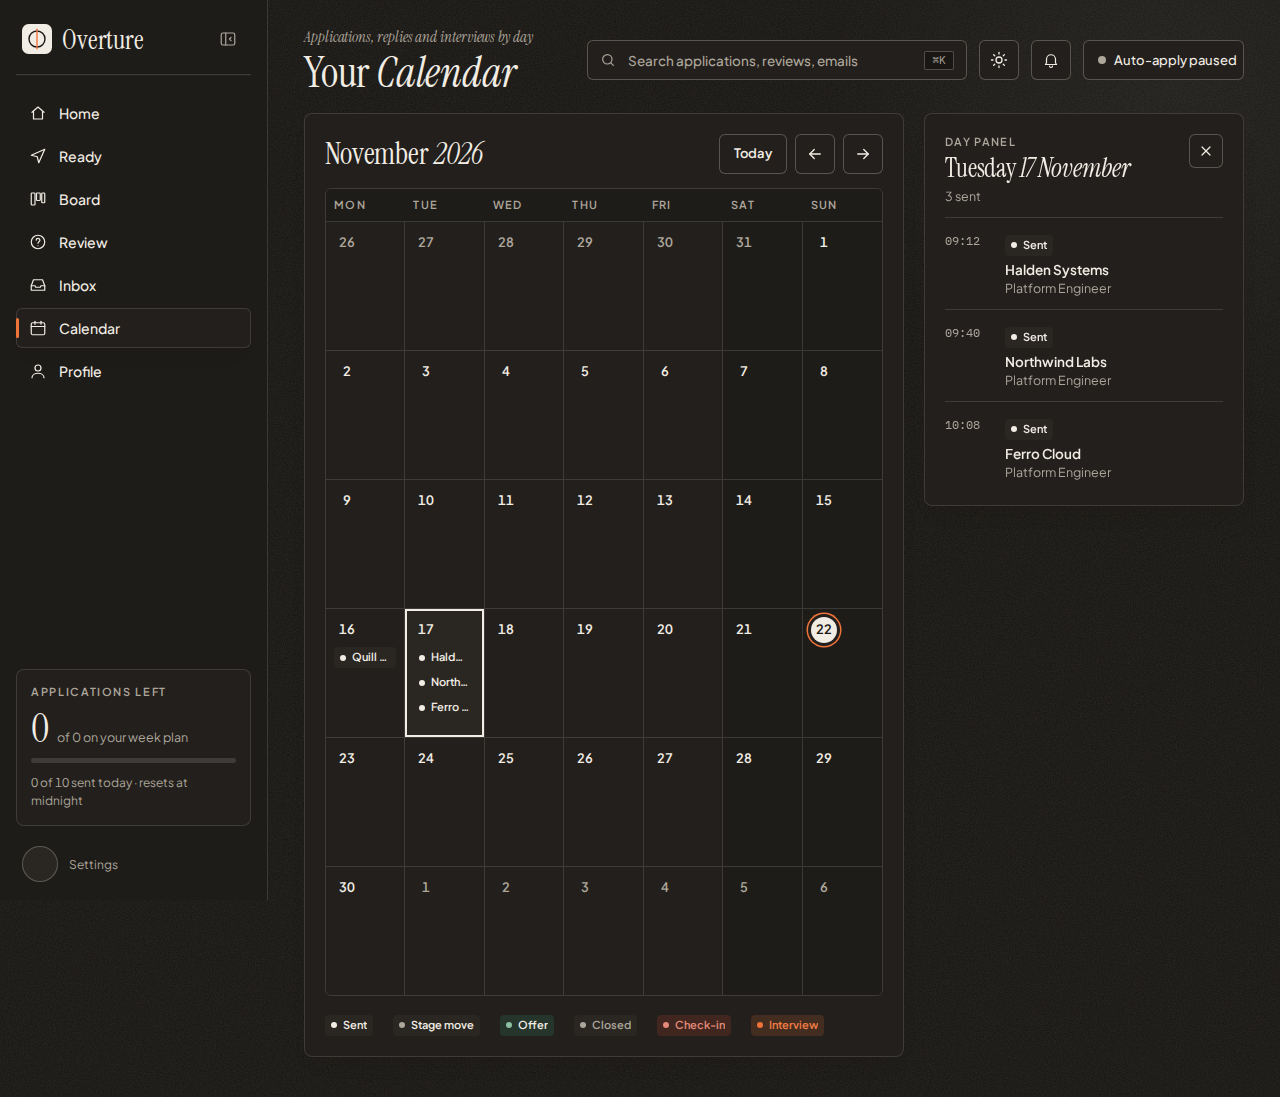 Overture
Home
Ready
Board
Review
Inbox
Calendar
Profile
APPLICATIONS LEFT
0 of 0 on your week plan
0 of 10 sent today · resets at
midnight
Settings
Applications, replies and interviews by day
Your Calendar
Search applications, reviews, emails ⌘K
Auto-apply paused
November 2026
Today
MON TUE WED THU FRI SAT SUN
26 27 28 29 30 31 1
2 3 4 5 6 7 8
9 10 11 12 13 14 15
16 17 18 19 20 21 22
Quill ... Hald...
North...
Ferro ...
23 24 25 26 27 28 29
30 1 2 3 4 5 6
Sent Stage move Offer Closed Check-in Interview
DAY PANEL
Tuesday 17 November
3 sent
09:12 Sent
Halden Systems
Platform Engineer
09:40 Sent
Northwind Labs
Platform Engineer
10:08 Sent
Ferro Cloud
Platform Engineer